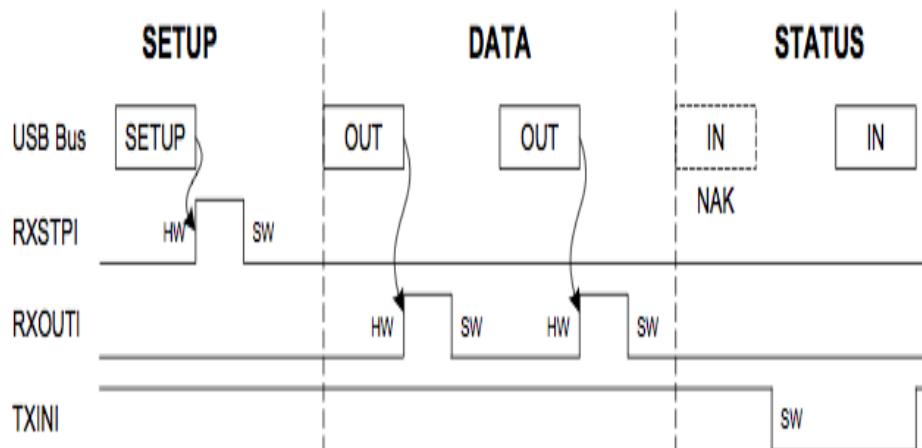 SETUP DATA STATUS
USB Bus SETUP OUT OUT IN IN
NAK
RXSTPI HW SW
RXOUTI HW SW HW SW
TXINI SW